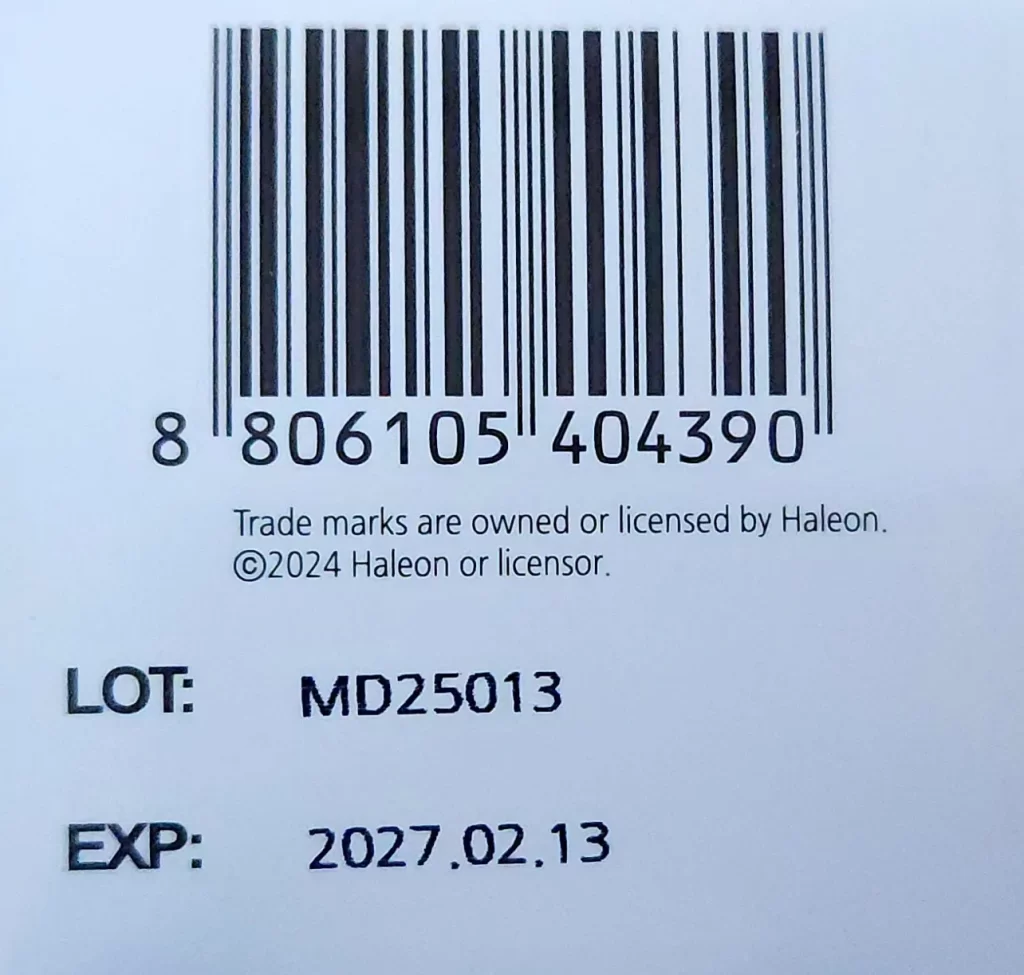 8 806105 404390
Trade marks are owned or licensed by Haleon.
©2024 Haleon or licensor.
LOT: MD25013
EXP: 2027.02.13